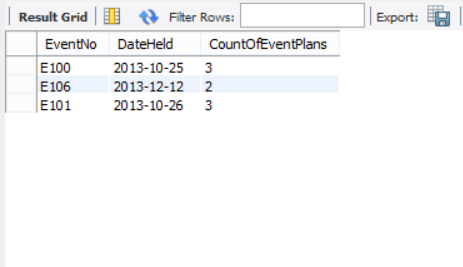 Result Grid Filter Rows: Export:
EventNo DateHeld CountOfEventPlans
E100 2013-10-25 3
E106 2013-12-12 2
E101 2013-10-26 3